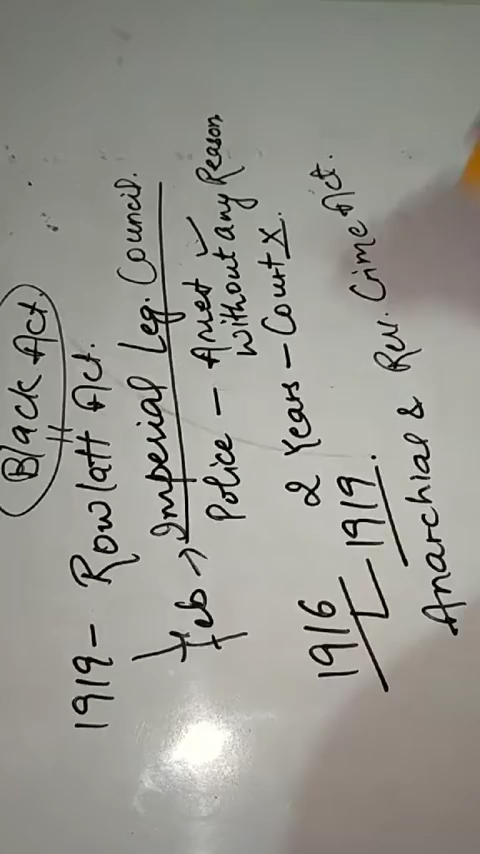 Black Act.
1919 - Rowlatt Act.
Feb → Imperial Leg. Council.
Police - Arrest ✓
without any Reason
2 Years - Court X.
1916
1919.
Anarchial & Rev. Crime Act.